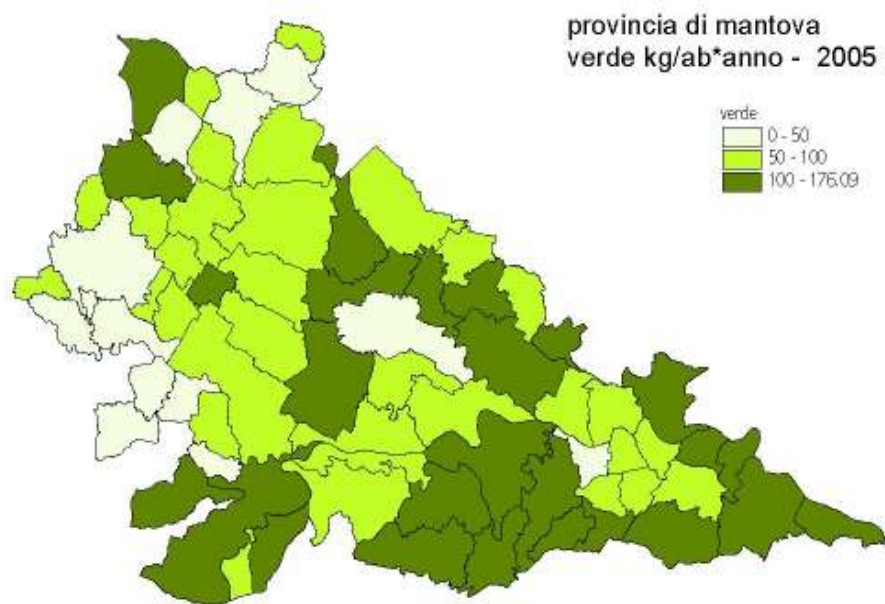 provincia di mantova
verde kg/ab*anno - 2005
verde
0 - 50
50 - 100
100 - 176.09